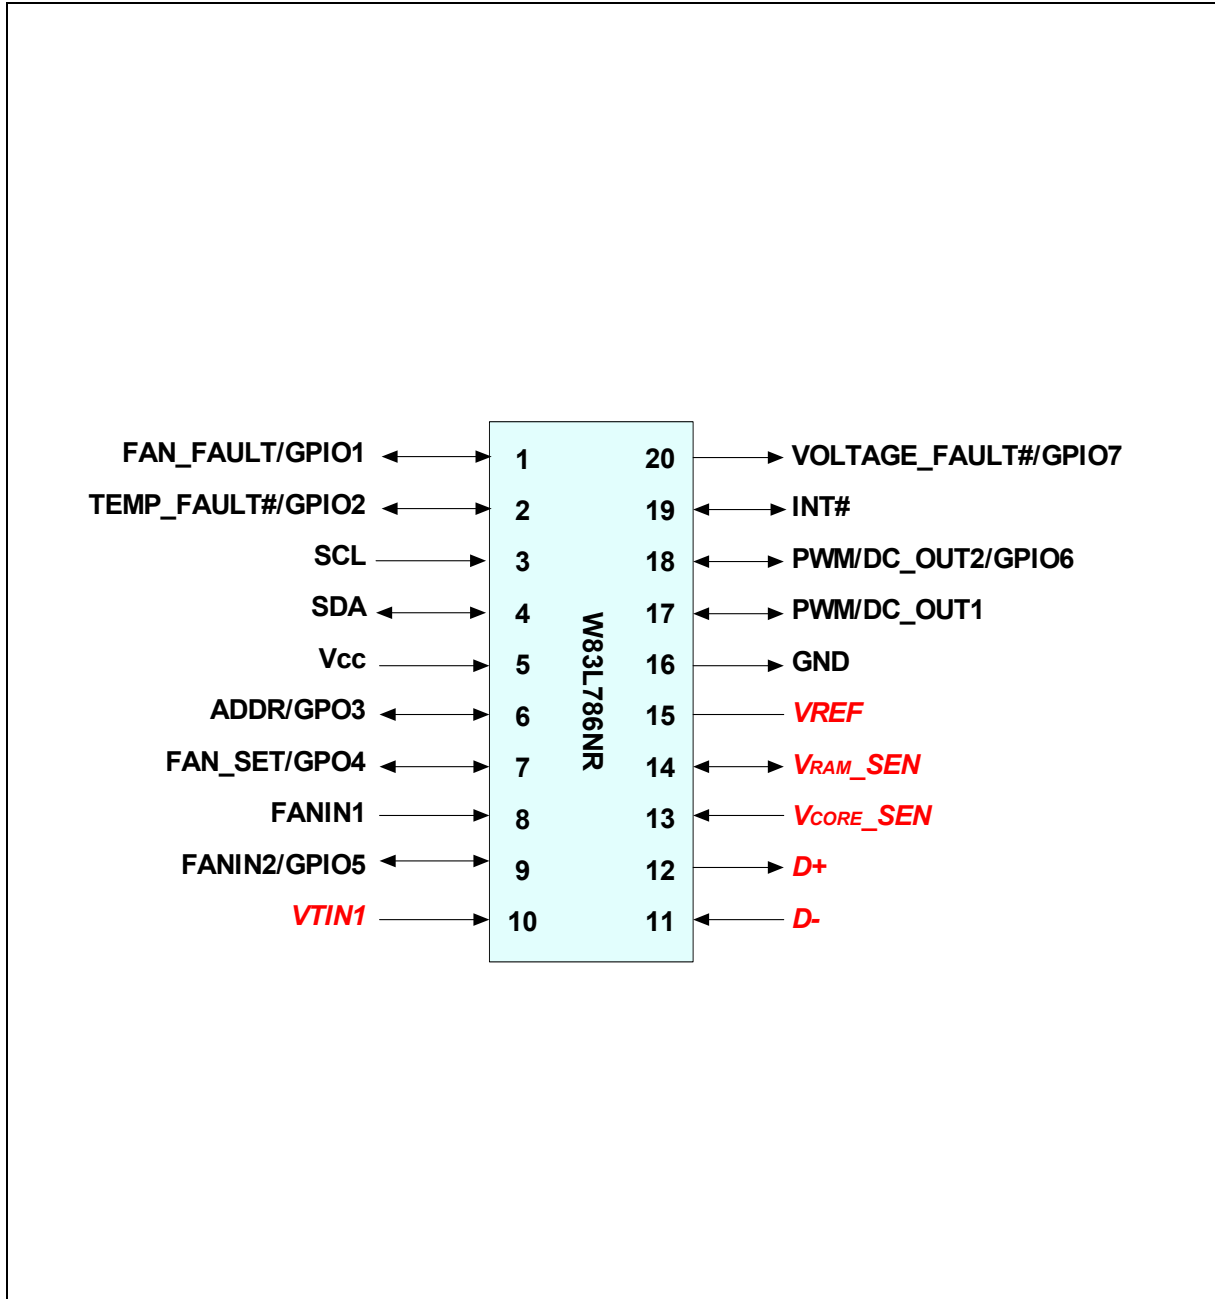 FAN_FAULT/GPIO1 1 20 VOLTAGE_FAULT#/GPIO7
TEMP_FAULT#/GPIO2 2 19 INT#
SCL 3 18 PWM/DC_OUT2/GPIO6
SDA 4 17 PWM/DC_OUT1
Vcc 5 16 GND
ADDR/GPO3 6 15 VREF
FAN_SET/GPO4 7 14 VRAM_SEN
FANIN1 8 13 VCORE_SEN
FANIN2/GPIO5 9 12 D+
VTIN1 10 11 D-
W83L786NR